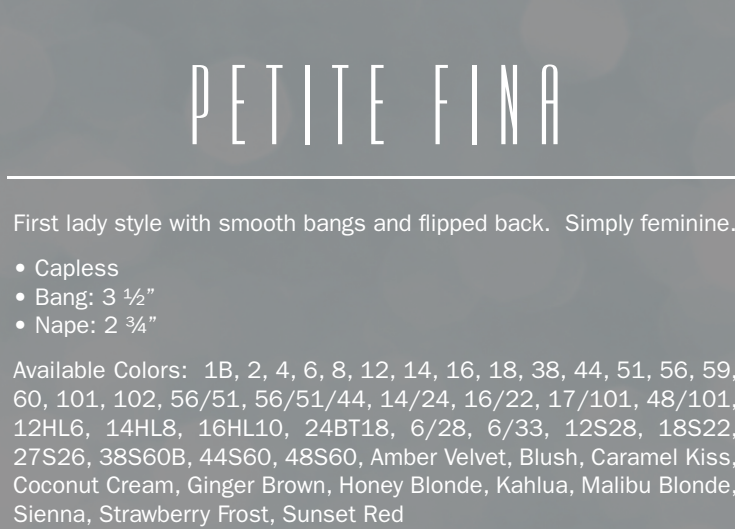 PETITE FINA
First lady style with smooth bangs and flipped back. Simply feminine.
• Capless
• Bang: 3 ½”
• Nape: 2 ¾”
Available Colors: 1B, 2, 4, 6, 8, 12, 14, 16, 18, 38, 44, 51, 56, 59,
60, 101, 102, 56/51, 56/51/44, 14/24, 16/22, 17/101, 48/101,
12HL6, 14HL8, 16HL10, 24BT18, 6/28, 6/33, 12S28, 18S22,
27S26, 38S60B, 44S60, 48S60, Amber Velvet, Blush, Caramel Kiss,
Coconut Cream, Ginger Brown, Honey Blonde, Kahlua, Malibu Blonde,
Sienna, Strawberry Frost, Sunset Red